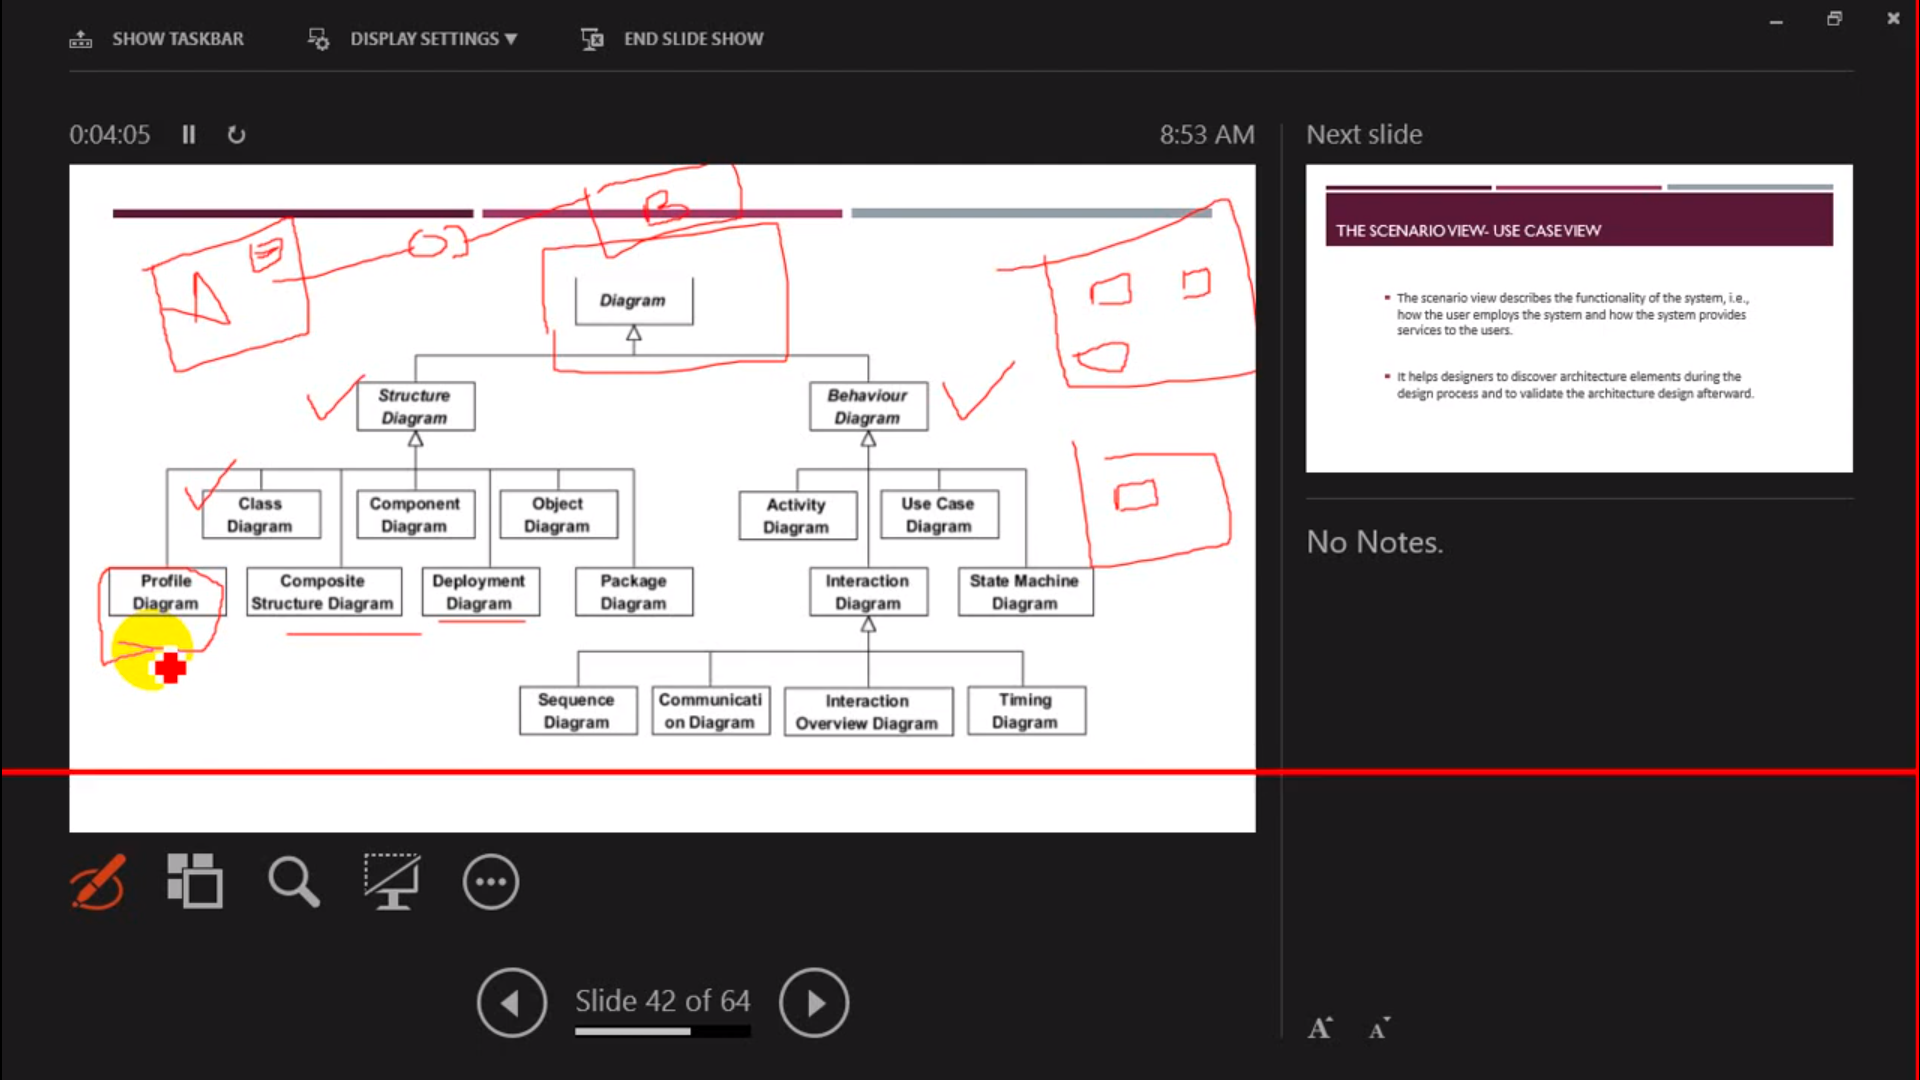 SHOW TASKBAR
DISPLAY SETTINGS ▼
END SLIDE SHOW
0:04:05
8:53 AM
Next slide
A
B
Diagram
Structure
Diagram
Behaviour
Diagram
Class
Diagram
Component
Diagram
Object
Diagram
Activity
Diagram
Use Case
Diagram
Profile
Diagram
Composite
Structure Diagram
Deployment
Diagram
Package
Diagram
Interaction
Diagram
State Machine
Diagram
Sequence
Diagram
Communicati
on Diagram
Interaction
Overview Diagram
Timing
Diagram
THE SCENARIO VIEW- USE CASE VIEW
▪ The scenario view describes the functionality of the system, i.e.,
how the user employs the system and how the system provides
services to the users.
▪ It helps designers to discover architecture elements during the
design process and to validate the architecture design afterward.
No Notes.
Slide 42 of 64
A A